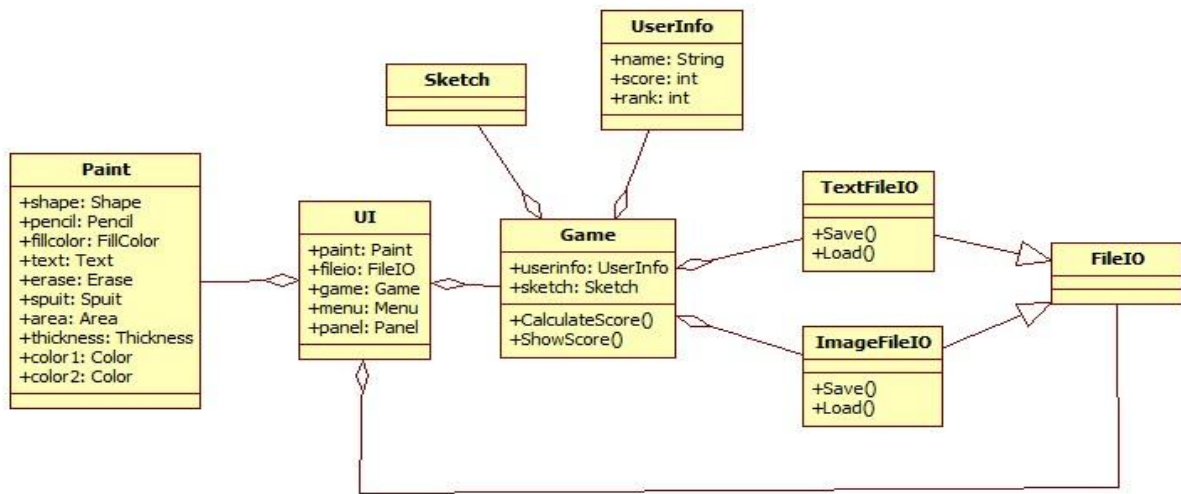 UserInfo
+name: String
+score: int
+rank: int
Sketch
Paint
+shape: Shape
+pencil: Pencil
+fillcolor: FillColor
+text: Text
+erase: Erase
+spuit: Spuit
+area: Area
+thickness: Thickness
+color1: Color
+color2: Color
UI
+paint: Paint
+fileio: FileIO
+game: Game
+menu: Menu
+panel: Panel
Game
+userinfo: UserInfo
+sketch: Sketch
+CalculateScore()
+ShowScore()
TextFileIO
+Save()
+Load()
ImageFileIO
+Save()
+Load()
FileIO